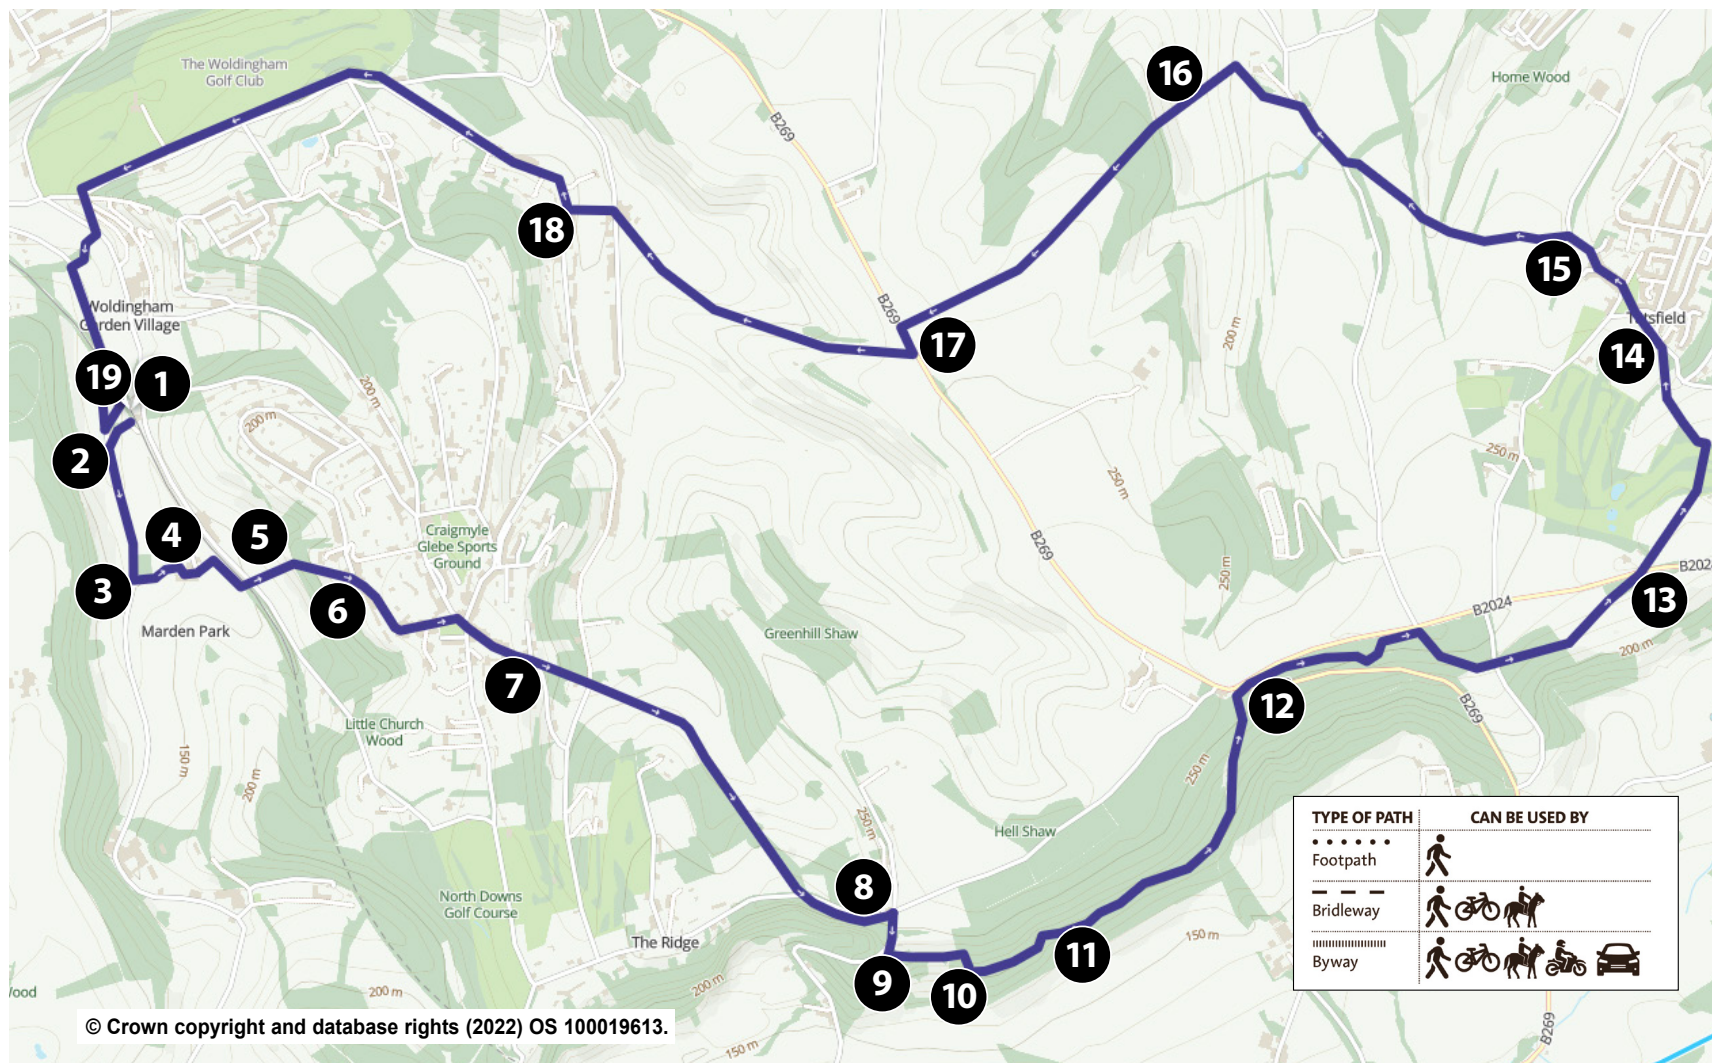 The Woldingham
Golf Club
B269
16
Home Wood
18
15
B269
Woldingham
Garden Village
17
200 m
Tatsfield
14
19
1
200 m
200 m
2
250 m
250 m
Craigmyle
Glebe Sports
Ground
4
5
B269
250 m
3
6
B2024
B2024
13
Marden Park
Greenhill Shaw
200 m
7
12
B269
Little Church
Wood
150 m
200 m
250 m
250 m
Hell Shaw
TYPE OF PATH
CAN BE USED BY
Footpath
Bridleway
Byway
8
North Downs
Golf Course
The Ridge
150 m
11
9
10
200 m
200 m
B269
150 m
© Crown copyright and database rights (2022) OS 100019613.